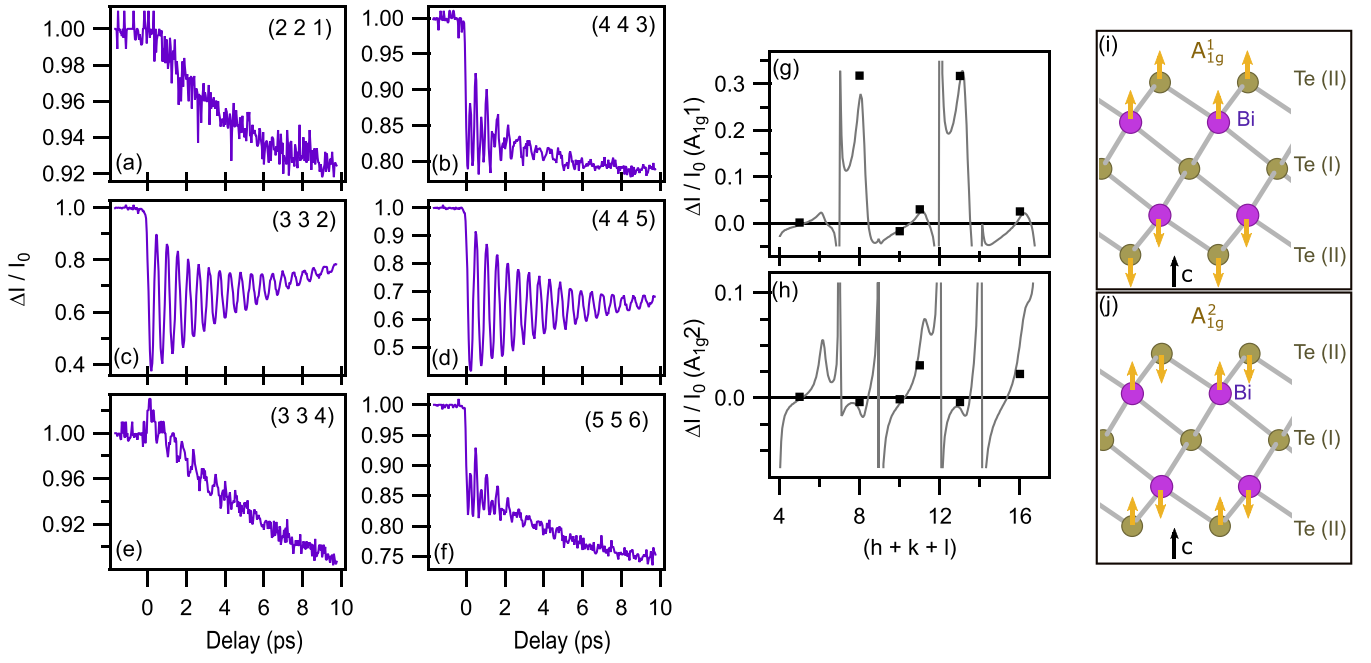 (2 2 1)
1.00
0.98
0.96
0.94
0.92
(a)
(4 4 3)
1.00
0.95
0.90
0.85
0.80
(b)
(3 3 2)
1.0
0.8
0.6
0.4
(c)
(4 4 5)
1.0
0.9
0.8
0.7
0.6
0.5
(d)
ΔI / I0
(3 3 4)
1.00
0.96
0.92
(e)
0 2 4 6 8 10
Delay (ps)
(5 5 6)
1.00
0.95
0.90
0.85
0.80
0.75
(f)
0 2 4 6 8 10
Delay (ps)
(g)
0.3
0.2
0.1
0.0
ΔI / I0 (A1g1)
(h)
0.1
0.0
ΔI / I0 (A1g2)
4 8 12 16
(h + k + l)
(i)
A1g1
Te (II)
Bi
Te (I)
Te (II)
c
(j)
A1g2
Te (II)
Bi
Te (I)
Te (II)
c